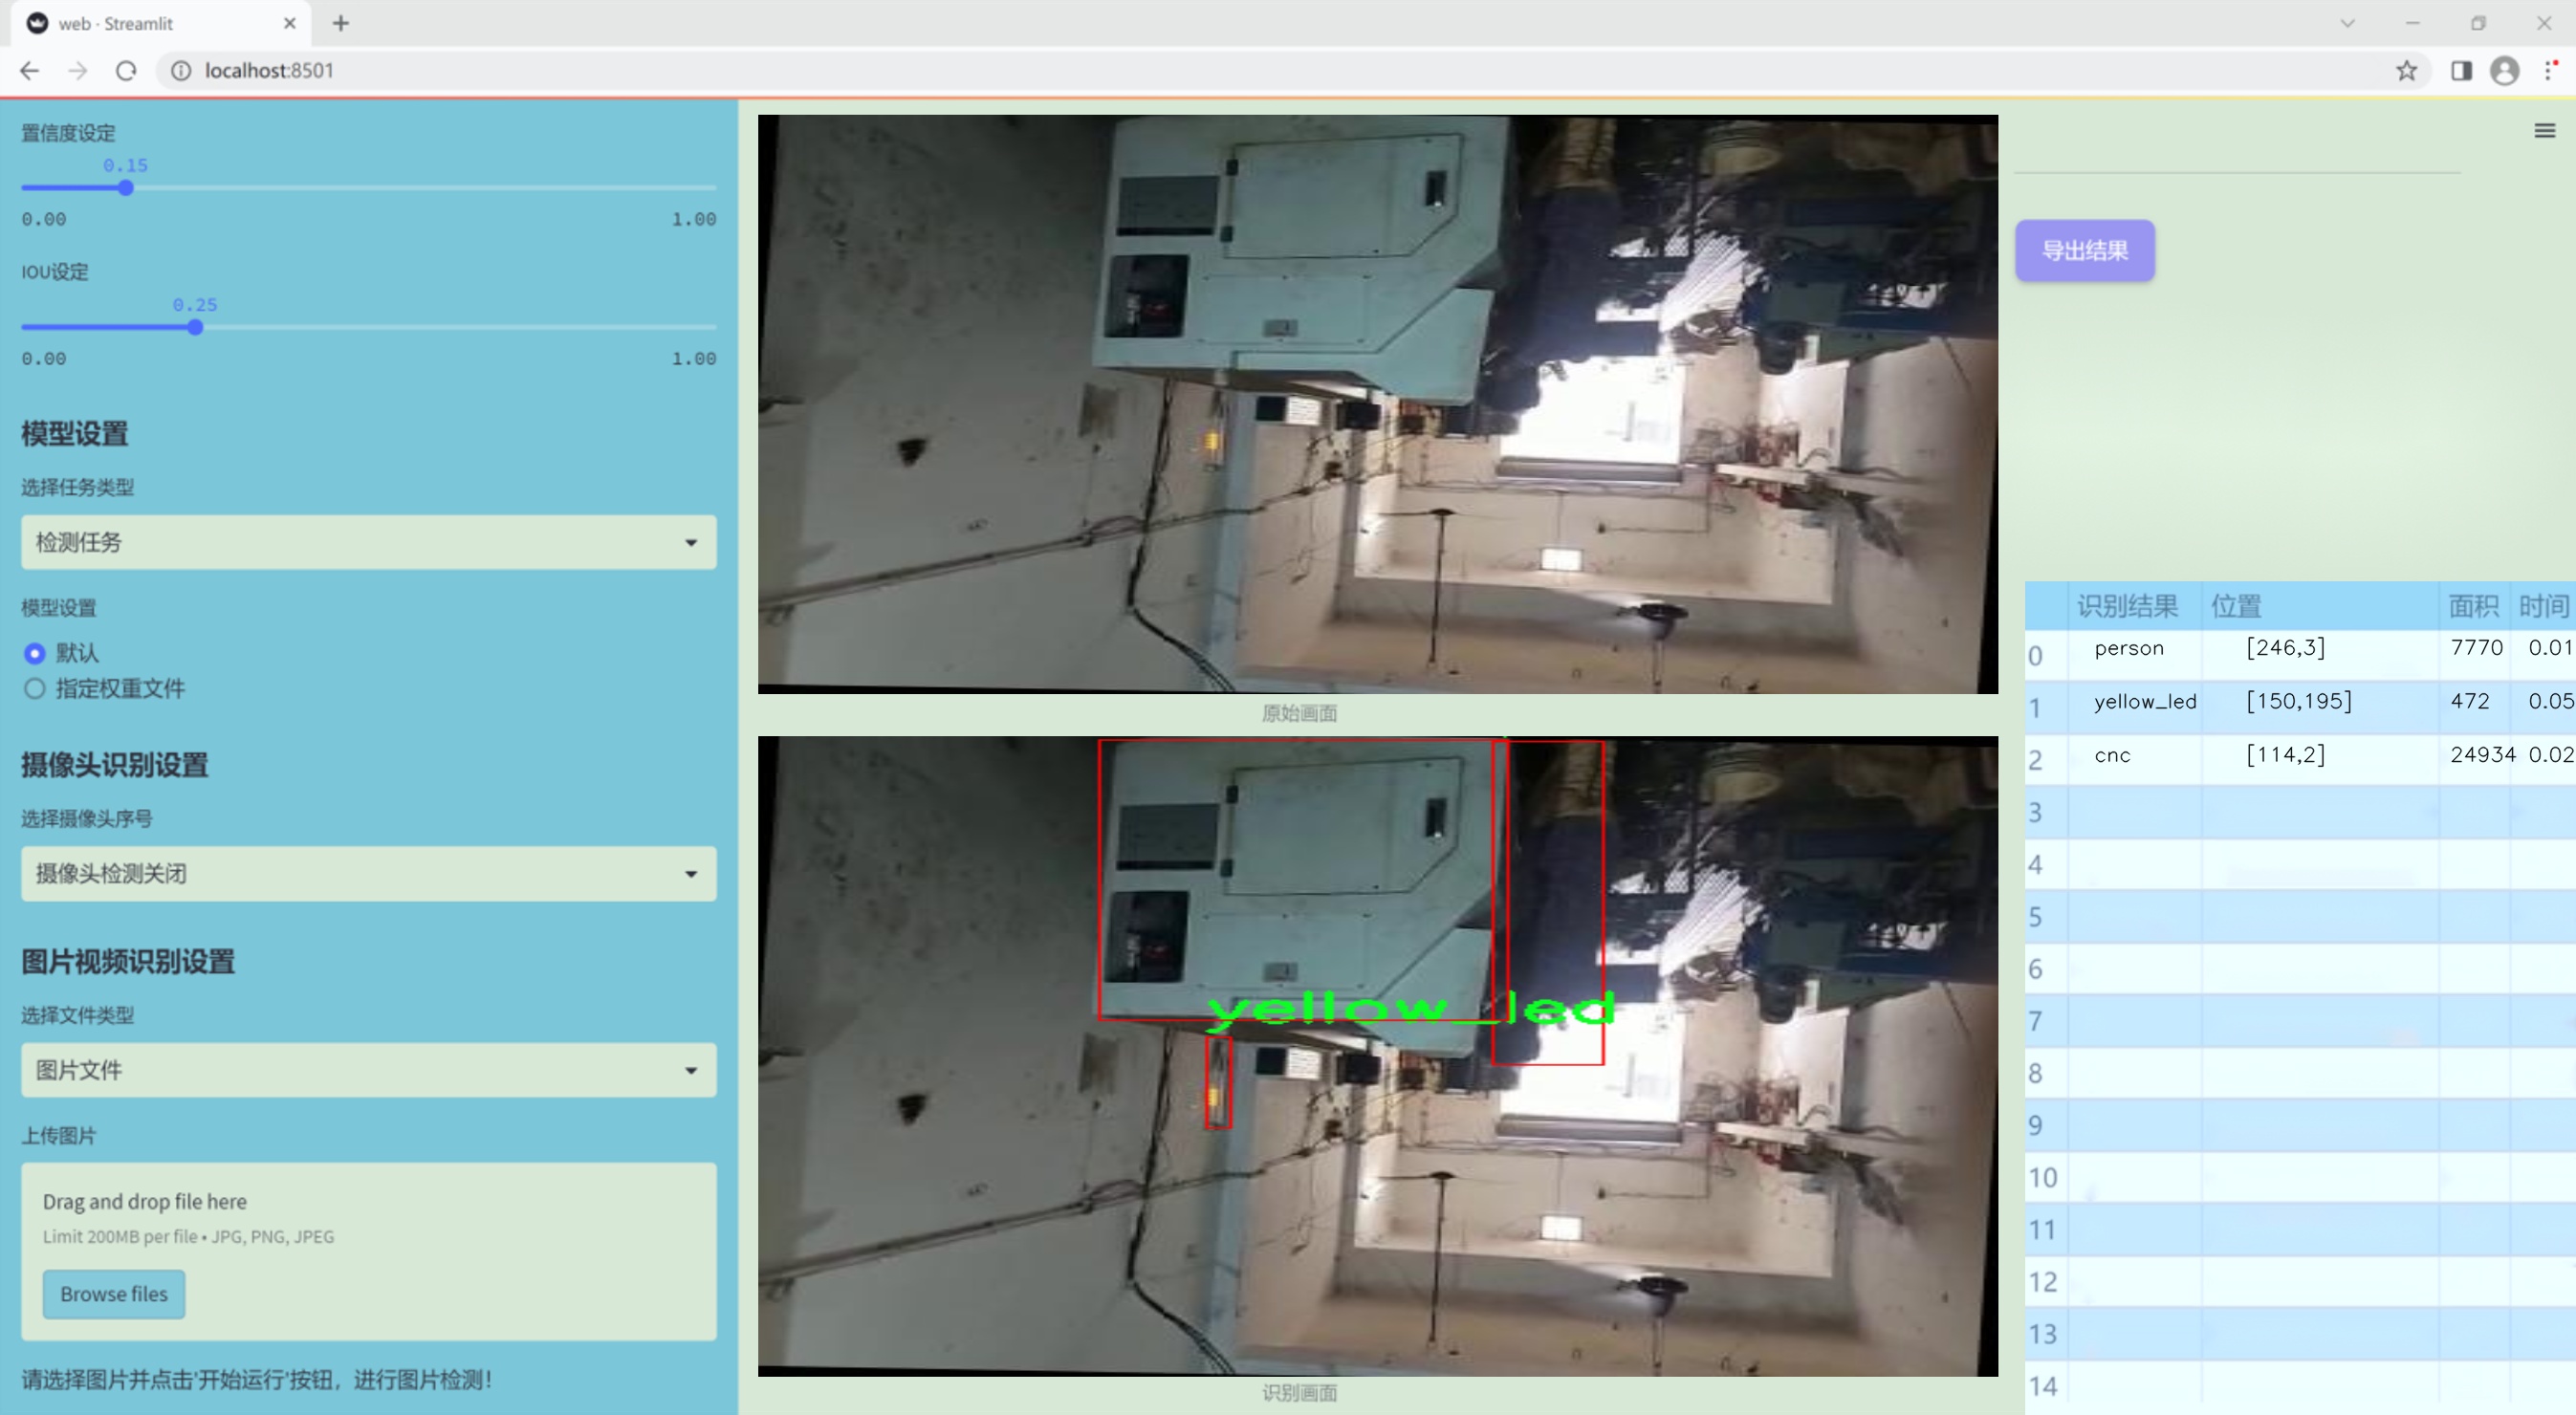 web · Streamlit
localhost:8501
置信度设定
0.15
0.00 1.00
IOU设定
0.25
0.00 1.00
模型设置
选择任务类型
检测任务
模型设置
默认
指定权重文件
摄像头识别设置
选择摄像头序号
摄像头检测关闭
图片视频识别设置
选择文件类型
图片文件
上传图片
Drag and drop file here
Limit 200MB per file • JPG, PNG, JPEG
Browse files
请选择图片并点击'开始运行'按钮，进行图片检测！
原始画面
yellow_led
识别画面
导出结果
识别结果 位置 面积 时间
0 person [246,3] 7770 0.01
1 yellow_led [150,195] 472 0.05
2 cnc [114,2] 24934 0.02
3
4
5
6
7
8
9
10
11
12
13
14